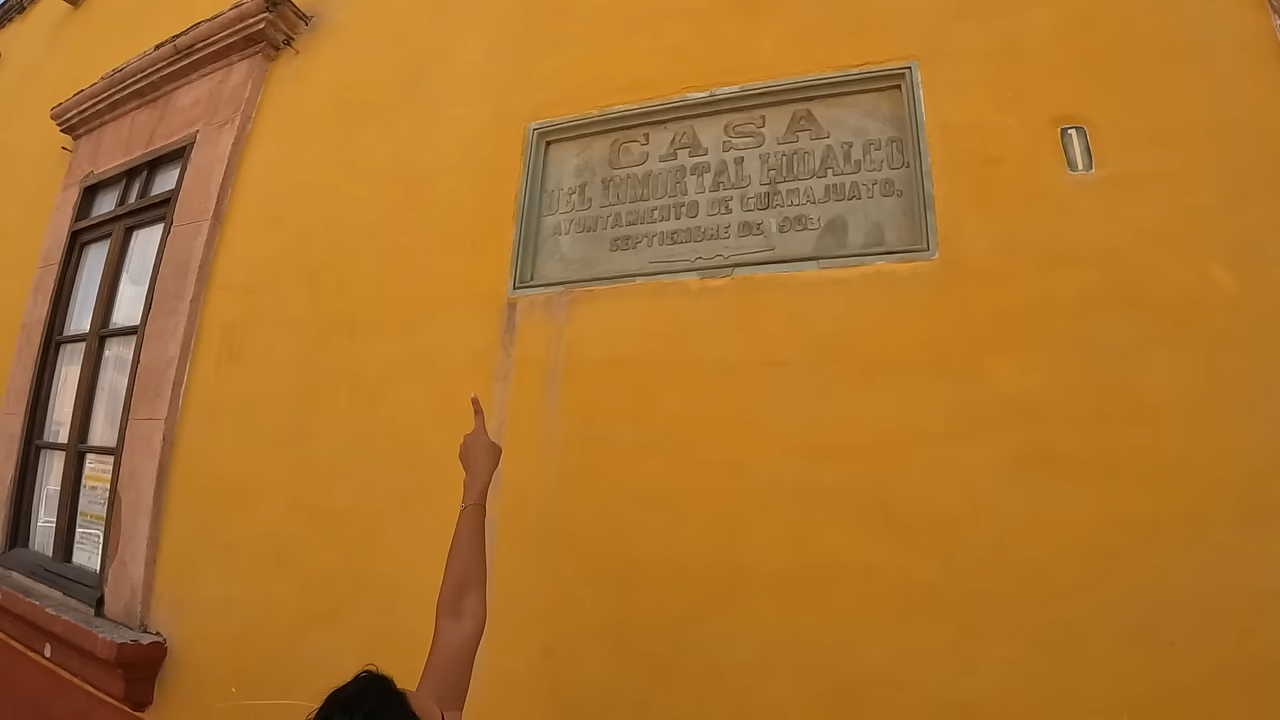 CASA
DEL INMORTAL HIDALGO.
AYUNTAMIENTO DE GUANAJUATO,
SEPTIEMBRE DE 1903
1